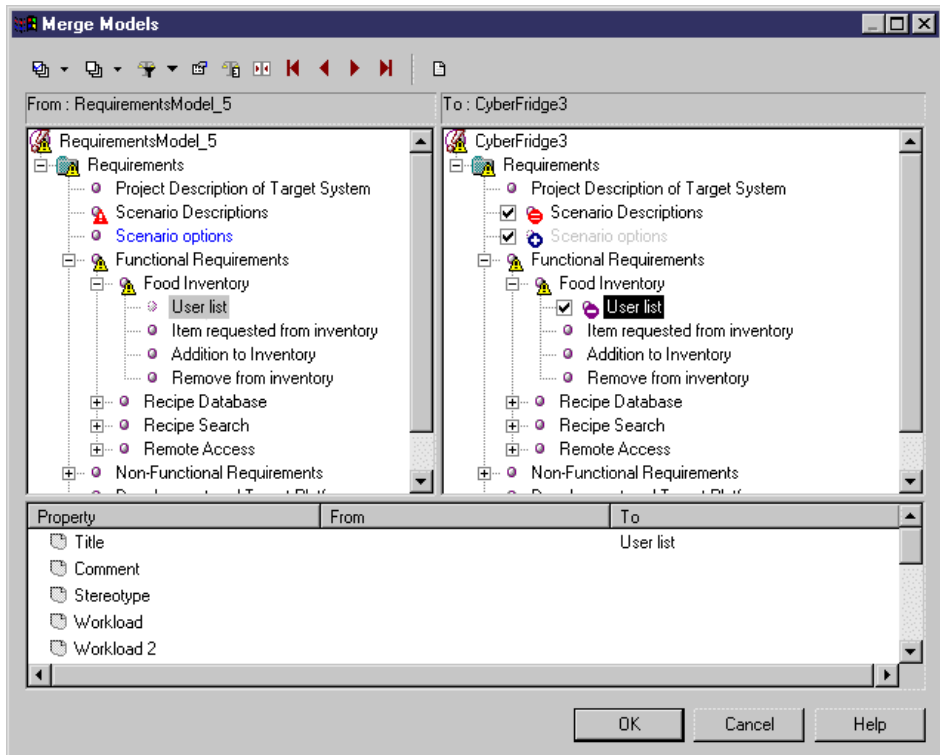 Merge Models
From : RequirementsModel_5
To : CyberFridge3
RequirementsModel_5
Requirements
Project Description of Target System
Scenario Descriptions
Scenario options
Functional Requirements
Food Inventory
User list
Item requested from inventory
Addition to Inventory
Remove from inventory
Recipe Database
Recipe Search
Remote Access
Non-Functional Requirements
CyberFridge3
Requirements
Project Description of Target System
Scenario Descriptions
Scenario options
Functional Requirements
Food Inventory
User list
Item requested from inventory
Addition to Inventory
Remove from inventory
Recipe Database
Recipe Search
Remote Access
Non-Functional Requirements
Property From To
Title User list
Comment
Stereotype
Workload
Workload 2
OK Cancel Help